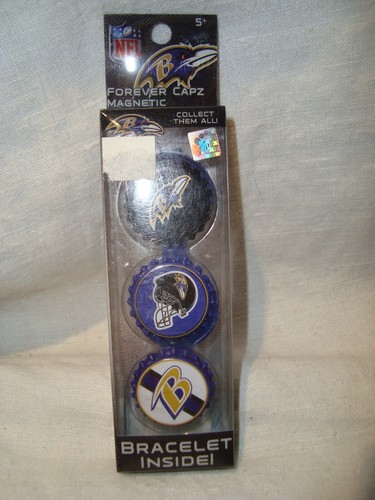 5+
NFL
B
FOREVER CAPZ
MAGNETIC
COLLECT
THEM ALL!
B
BRACELET
INSIDE!